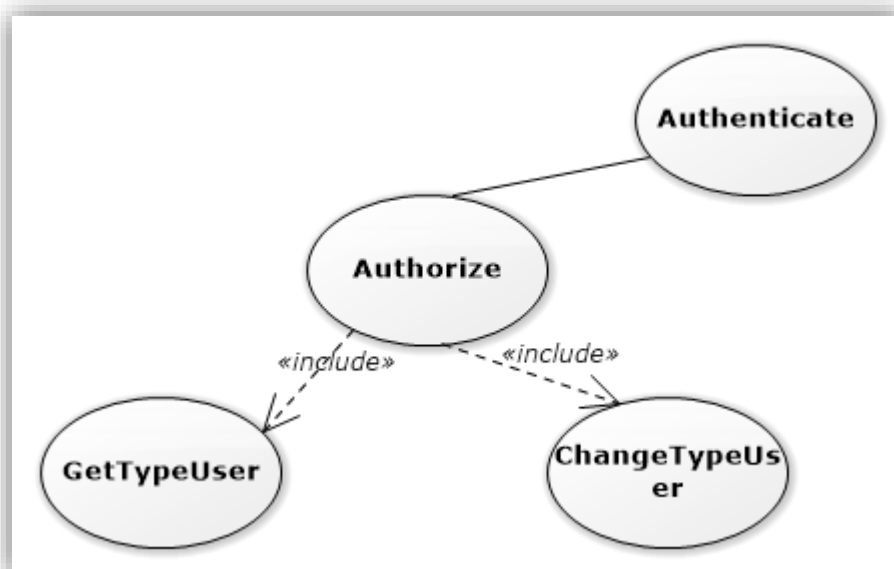 Authenticate
Authorize
«include»
«include»
GetTypeUser
ChangeTypeUs
er